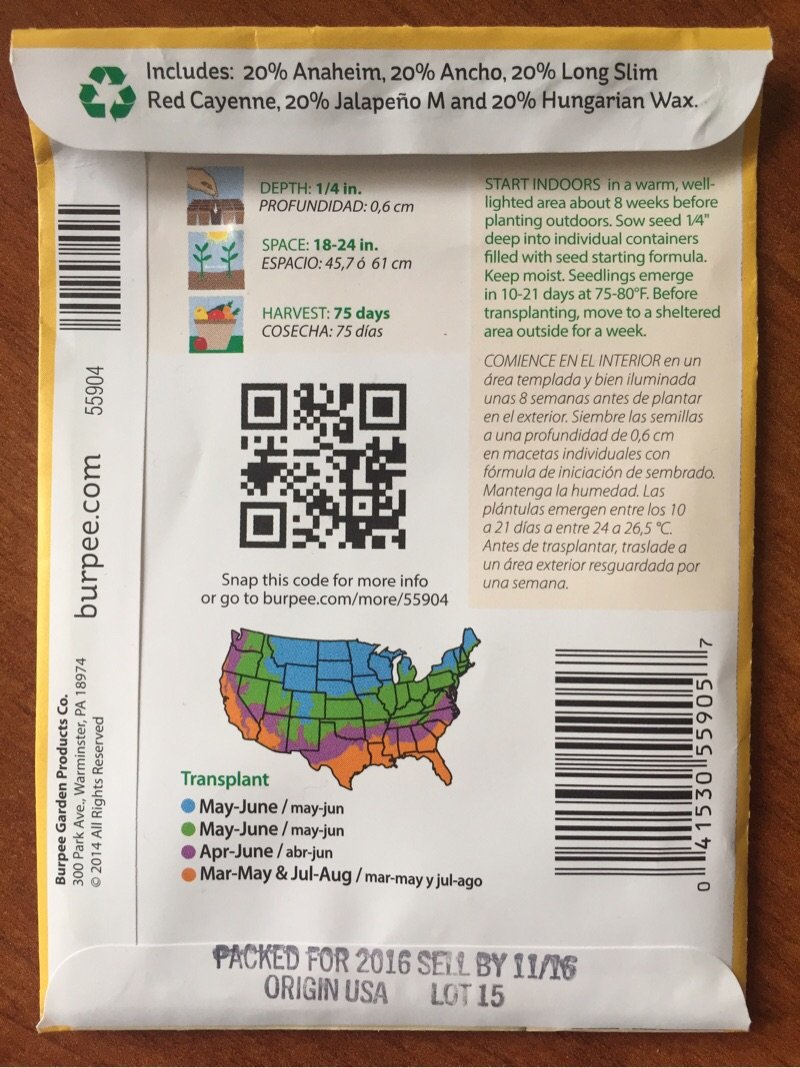 Includes: 20% Anaheim, 20% Ancho, 20% Long Slim
Red Cayenne, 20% Jalapeño M and 20% Hungarian Wax.
DEPTH: 1/4 in.
PROFUNDIDAD: 0,6 cm
SPACE: 18-24 in.
ESPACIO: 45,7 ó 61 cm
HARVEST: 75 days
COSECHA: 75 días
START INDOORS in a warm, well-
lighted area about 8 weeks before
planting outdoors. Sow seed 1/4"
deep into individual containers
filled with seed starting formula.
Keep moist. Seedlings emerge
in 10-21 days at 75-80°F. Before
transplanting, move to a sheltered
area outside for a week.
COMIENCE EN EL INTERIOR en un
área templada y bien iluminada
unas 8 semanas antes de plantar
en el exterior. Siembre las semillas
a una profundidad de 0,6 cm
en macetas individuales con
fórmula de iniciación de sembrado.
Mantenga la humedad. Las
plántulas emergen entre los 10
a 21 días a entre 24 a 26,5 °C.
Antes de trasplantar, traslade a
un área exterior resguardada por
una semana.
Snap this code for more info
or go to burpee.com/more/55904
Transplant
May-June / may-jun
May-June / may-jun
Apr-June / abr-jun
Mar-May & Jul-Aug / mar-may y jul-ago
burpee.com 55904
Burpee Garden Products Co.
300 Park Ave., Warminster, PA 18974
© 2014 All Rights Reserved
0 41530 55905 7
PACKED FOR 2016 SELL BY 11/16
ORIGIN USA LOT 15